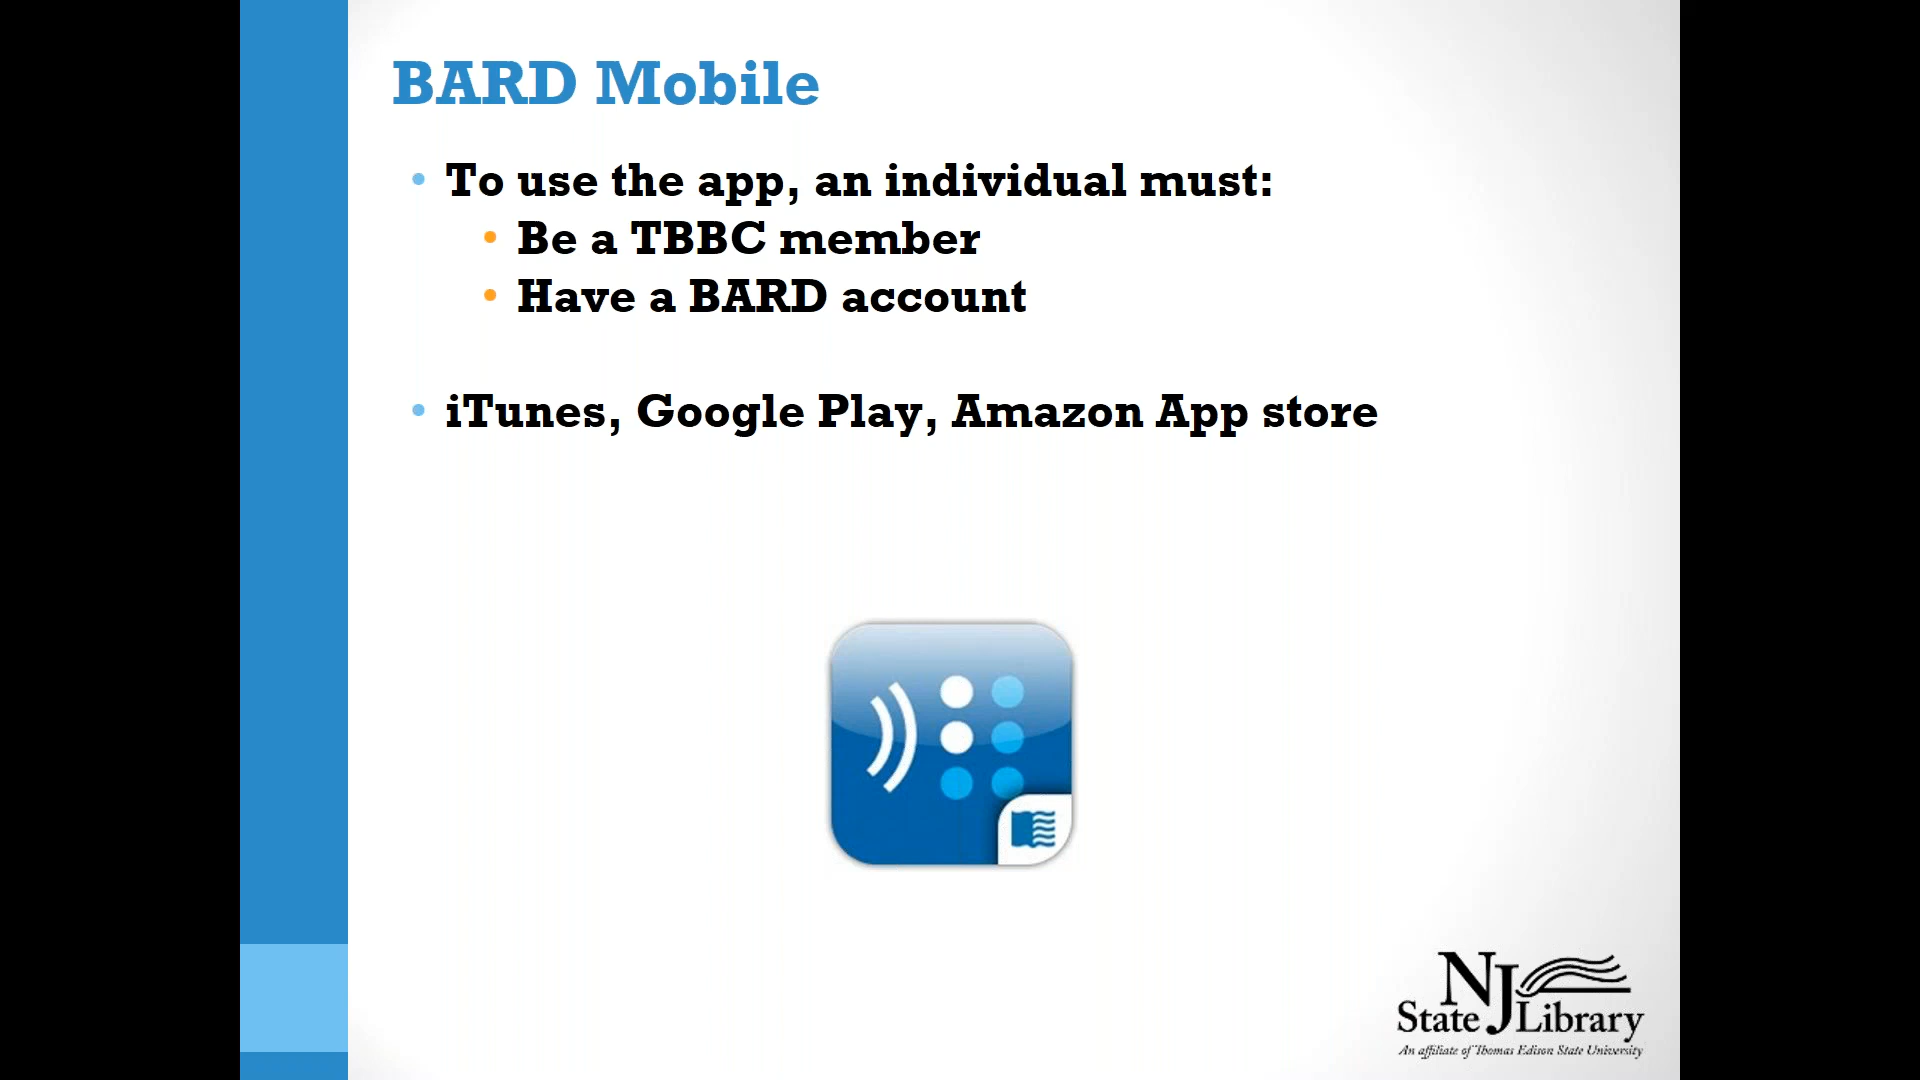 BARD Mobile
• To use the app, an individual must:
• Be a TBBC member
• Have a BARD account
• iTunes, Google Play, Amazon App store
NJ
State Library
An affiliate of Thomas Edison State University